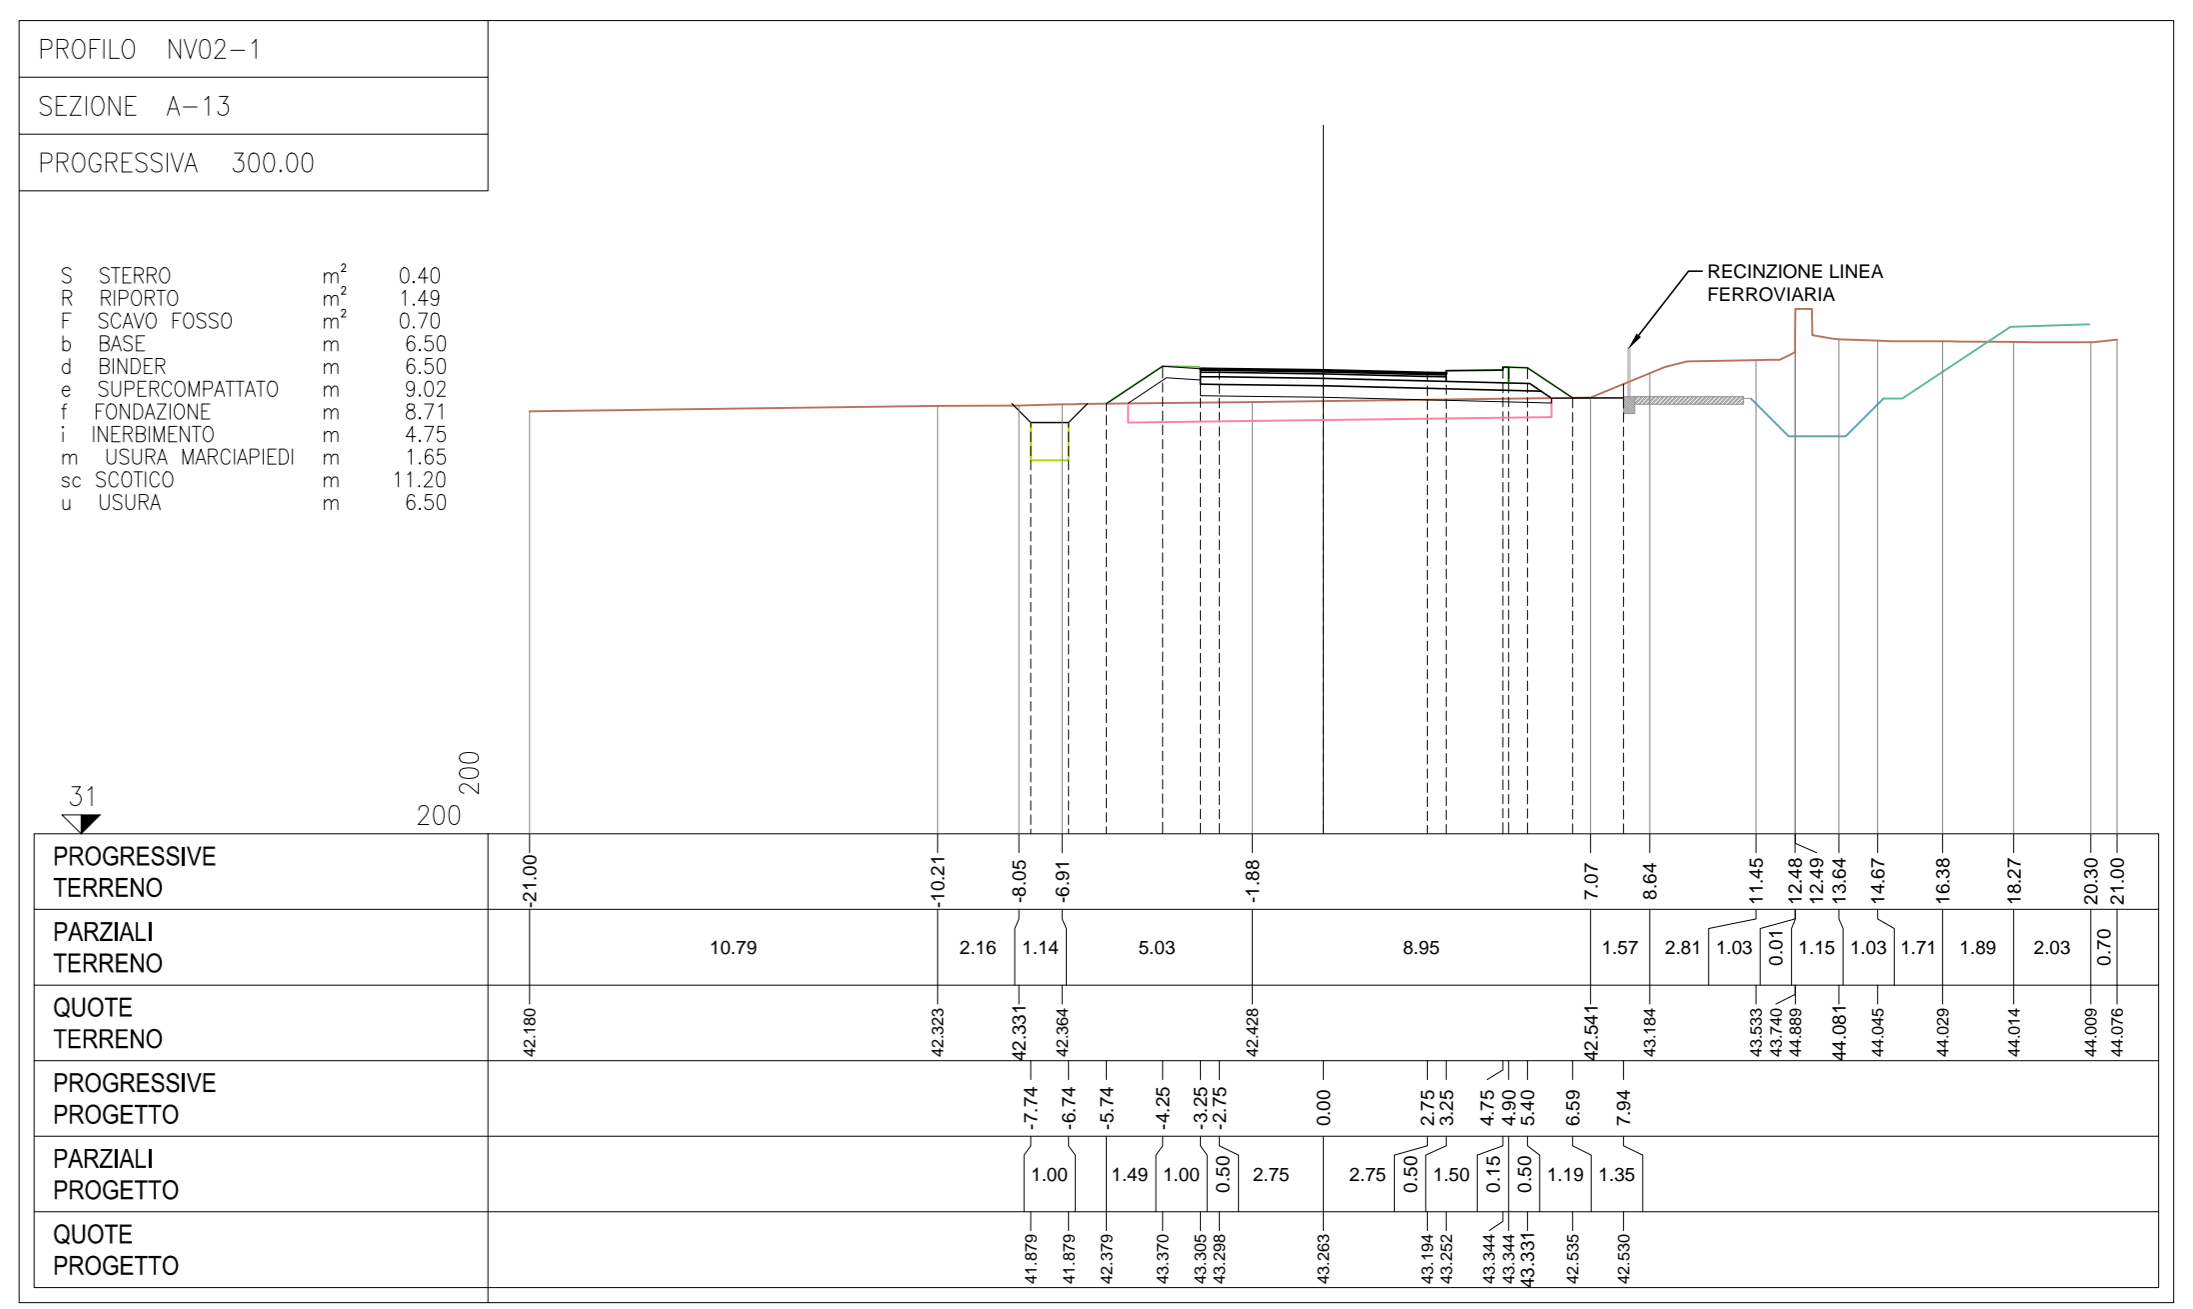 PROFILO NV02-1
SEZIONE A-13
PROGRESSIVA 300.00
S STERRO m² 0.40
R RIPORTO m² 1.49
F SCAVO FOSSO m² 0.70
b BASE m 6.50
d BINDER m 6.50
e SUPERCOMPATTATO m 9.02
f FONDAZIONE m 8.71
i INERBIMENTO m 4.75
m USURA MARCIAPIEDI m 1.65
sc SCOTICO m 11.20
u USURA m 6.50
RECINZIONE LINEA
FERROVIARIA
31
200
200
PROGRESSIVE
TERRENO
-21.00 -10.21 -8.05 -6.91 -1.88 7.07 8.64 11.45 12.48 12.49 13.64 14.67 16.38 18.27 20.30 21.00
PARZIALI
TERRENO
10.79 2.16 1.14 5.03 8.95 1.57 2.81 1.03 0.01 1.15 1.03 1.71 1.89 2.03 0.70
QUOTE
TERRENO
42.180 42.323 42.331 42.364 42.428 42.541 43.184 43.533 43.740 44.889 44.081 44.045 44.029 44.014 44.009 44.076
PROGRESSIVE
PROGETTO
-7.74 -6.74 -5.74 -4.25 -3.25 -2.75 0.00 2.75 3.25 4.75 4.90 5.40 6.59 7.94
PARZIALI
PROGETTO
1.00 1.49 1.00 0.50 2.75 2.75 0.50 1.50 0.15 0.50 1.19 1.35
QUOTE
PROGETTO
41.879 41.879 42.379 43.370 43.305 43.298 43.263 43.194 43.252 43.344 43.344 43.331 42.535 42.530